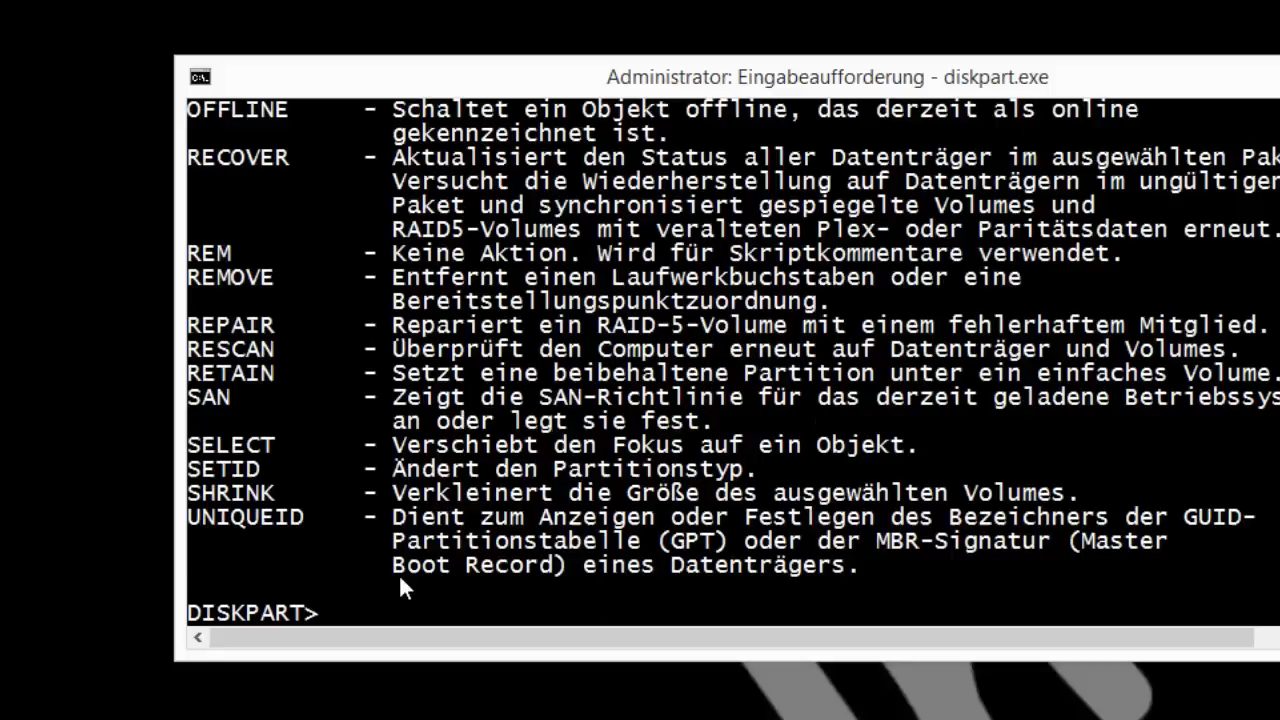 Administrator: Eingabeaufforderung - diskpart.exe
OFFLINE - Schaltet ein Objekt offline, das derzeit als online
gekennzeichnet ist.
RECOVER - Aktualisiert den Status aller Datenträger im ausgewählten Pak
Versucht die Wiederherstellung auf Datenträgern im ungültigen
Paket und synchronisiert gespiegelte Volumes und
RAID5-Volumes mit veralteten Plex- oder Paritätsdaten erneut.
REM - Keine Aktion. Wird für Skriptkommentare verwendet.
REMOVE - Entfernt einen Laufwerkbuchstaben oder eine
Bereitstellungspunktzuordnung.
REPAIR - Repariert ein RAID-5-Volume mit einem fehlerhaftem Mitglied.
RESCAN - Überprüft den Computer erneut auf Datenträger und Volumes.
RETAIN - Setzt eine beibehaltene Partition unter ein einfaches Volume.
SAN - Zeigt die SAN-Richtlinie für das derzeit geladene Betriebssys
an oder legt sie fest.
SELECT - Verschiebt den Fokus auf ein Objekt.
SETID - Ändert den Partitionstyp.
SHRINK - Verkleinert die Größe des ausgewählten Volumes.
UNIQUEID - Dient zum Anzeigen oder Festlegen des Bezeichners der GUID-
Partitionstabelle (GPT) oder der MBR-Signatur (Master
Boot Record) eines Datenträgers.
DISKPART>